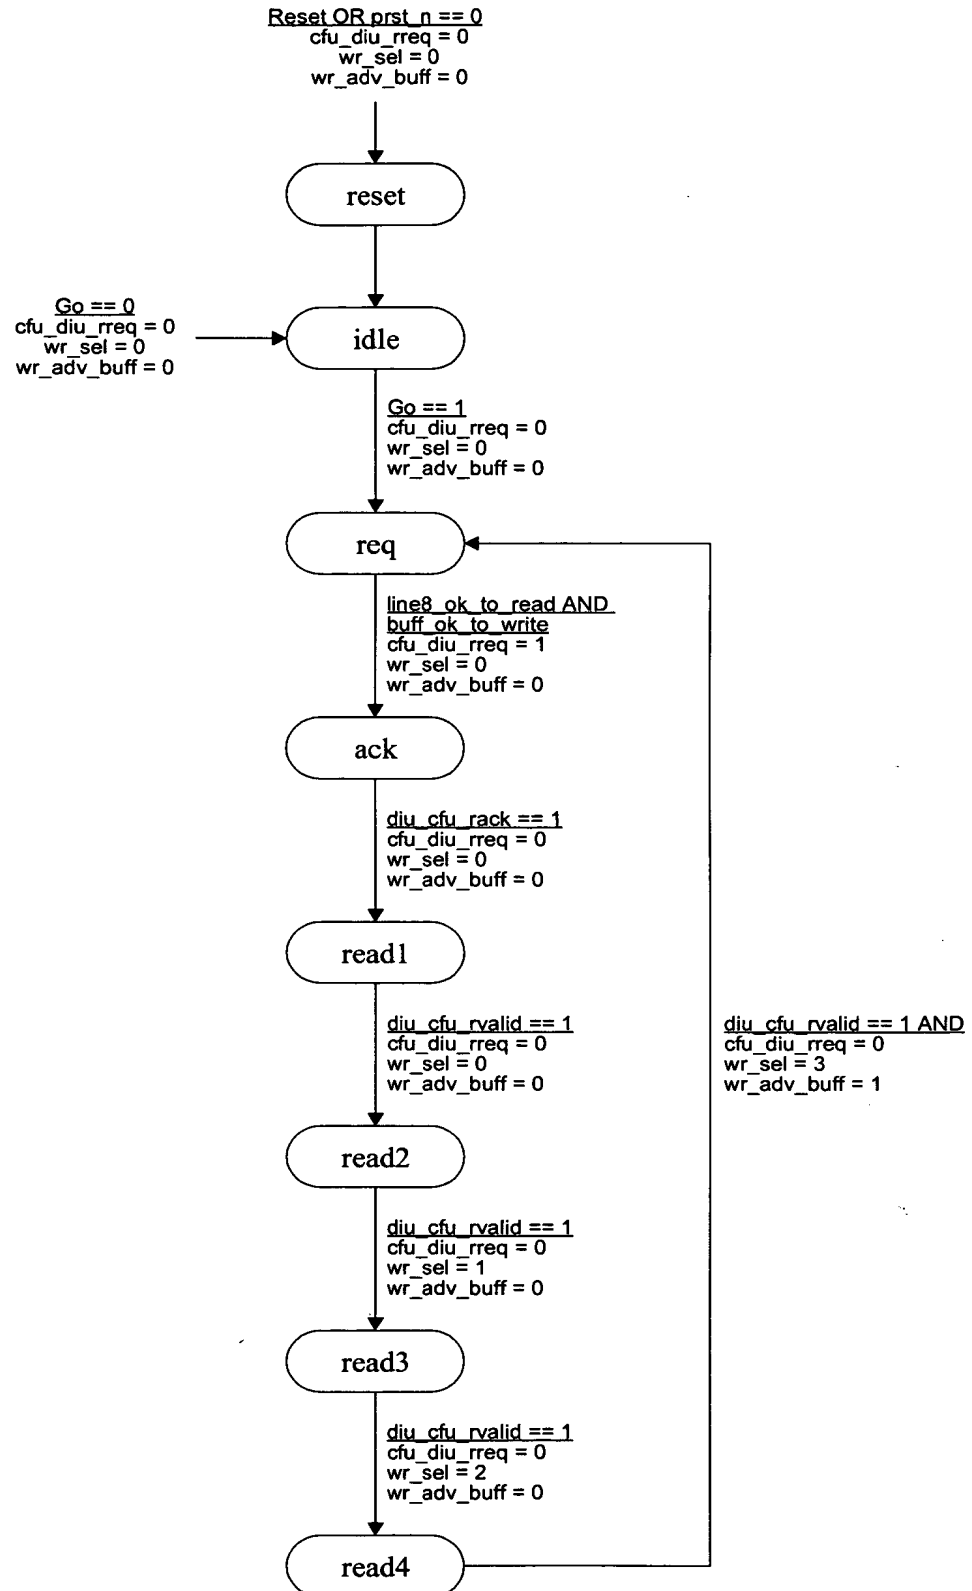 Reset OR prst_n == 0
cfu_diu_rreq = 0
wr_sel = 0
wr_adv_buff = 0
reset
Go == 0
cfu_diu_rreq = 0
wr_sel = 0
wr_adv_buff = 0
idle
Go == 1
cfu_diu_rreq = 0
wr_sel = 0
wr_adv_buff = 0
req
line8_ok_to_read AND
buff_ok_to_write
cfu_diu_rreq = 1
wr_sel = 0
wr_adv_buff = 0
ack
diu_cfu_rack == 1
cfu_diu_rreq = 0
wr_sel = 0
wr_adv_buff = 0
read1
diu_cfu_rvalid == 1
cfu_diu_rreq = 0
wr_sel = 0
wr_adv_buff = 0
diu_cfu_rvalid == 1 AND
cfu_diu_rreq = 0
wr_sel = 3
wr_adv_buff = 1
read2
diu_cfu_rvalid == 1
cfu_diu_rreq = 0
wr_sel = 1
wr_adv_buff = 0
read3
diu_cfu_rvalid == 1
cfu_diu_rreq = 0
wr_sel = 2
wr_adv_buff = 0
read4